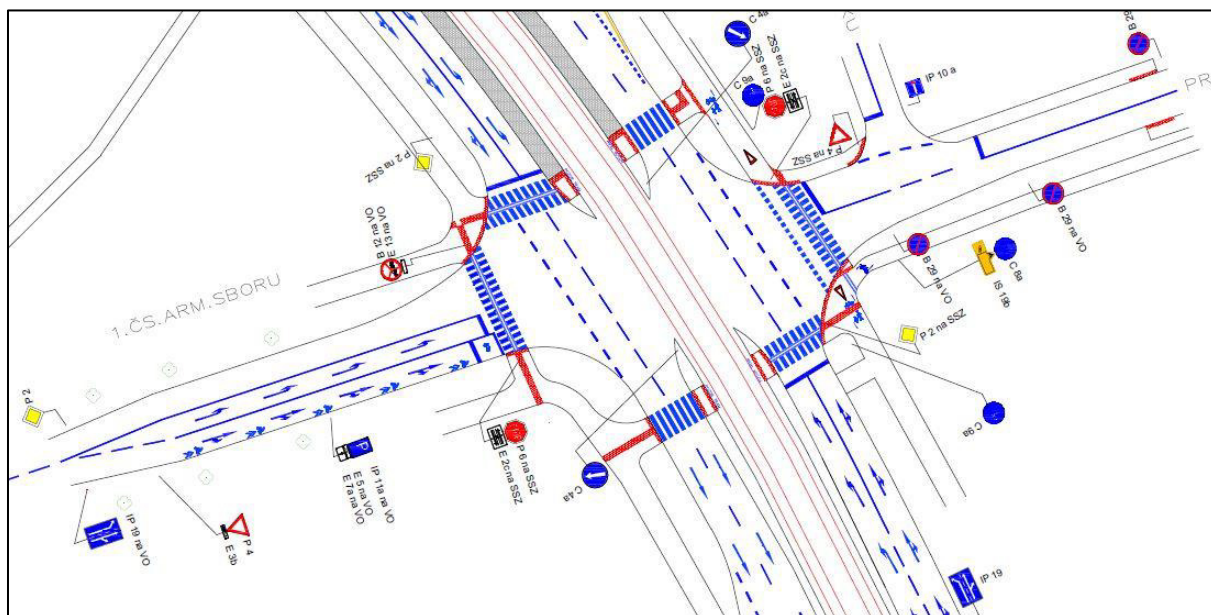 C 4a
B 29
C 9a
P 6 na SSZ
E 2c na SSZ
IP 10 a
PR
P 4 na SSZ
P 2 na SSZ
B 12 na VO
E 13 na VO
B 29 na VO
B 29 na VO
C 8a
IS 19b
1.ČS.ARM.SBORU
P 2 na SSZ
P 2
C 9a
E 2c na SSZ
P 6 na SSZ
C 4a
P
IP 11a na VO
E 5 na VO
E 7a na VO
IP 19 na VO
P 4
E 3b
IP 19